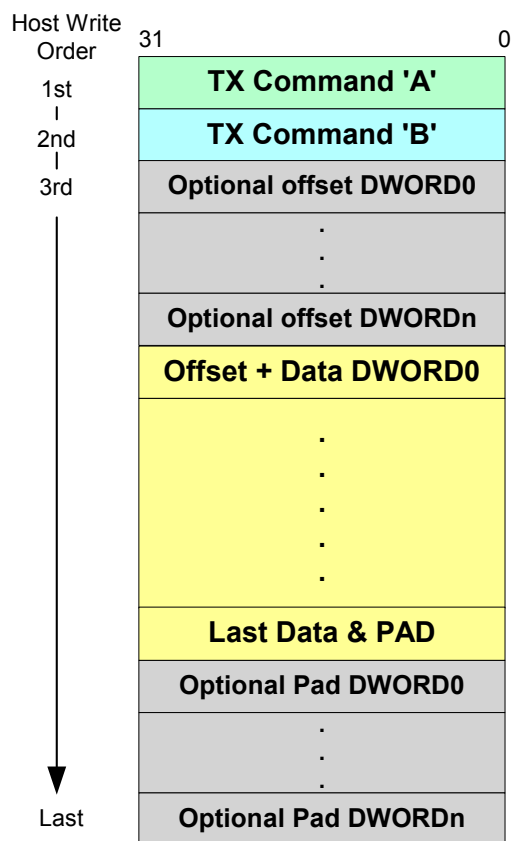 Host Write
Order
31 0
1st
TX Command 'A'
2nd
TX Command 'B'
3rd
Optional offset DWORD0
.
.
.
Optional offset DWORDn
Offset + Data DWORD0
.
.
.
.
.
Last Data & PAD
Optional Pad DWORD0
.
.
.
Last
Optional Pad DWORDn